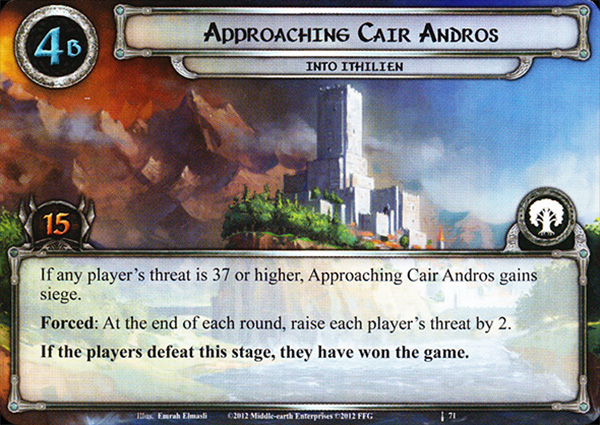 4B
APPROACHING CAIR ANDROS
INTO ITHILIEN
15
If any player's threat is 37 or higher, Approaching Cair Andros gains
siege.
Forced: At the end of each round, raise each player's threat by 2.
If the players defeat this stage, they have won the game.
Illus. Emrah Elmasli ©2012 Middle-earth Enterprises ©2012 FFG 71